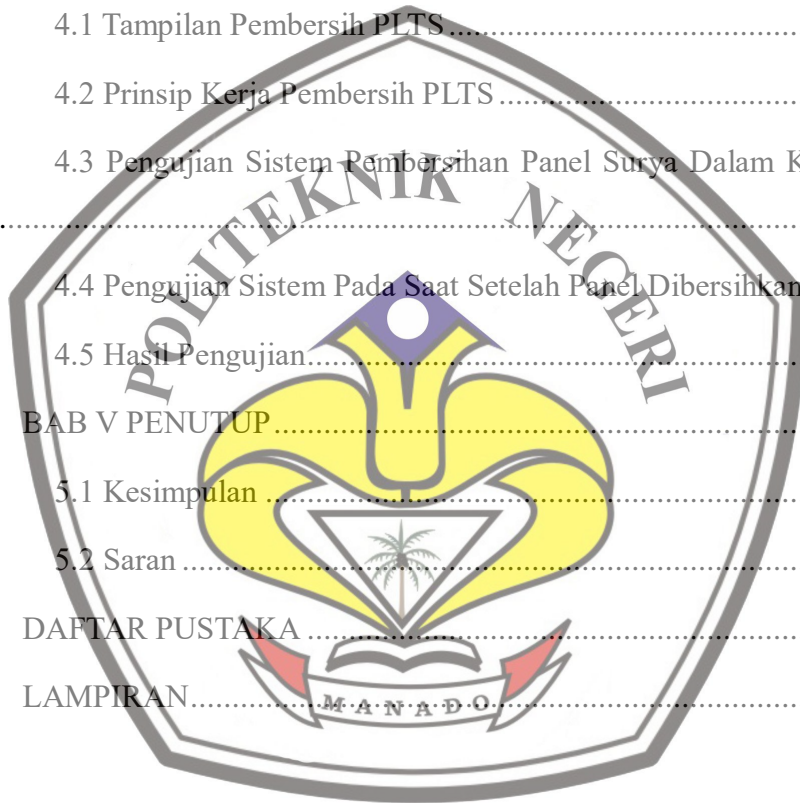 4.1 Tampilan Pembersih PLTS........................................
4.2 Prinsip Kerja Pembersih PLTS........................................
4.3 Pengujian Sistem Pembersihan Panel Surya Dalam K
........................................
4.4 Pengujian Sistem Pada Saat Setelah Panel Dibersihkan
4.5 Hasil Pengujian........................................
BAB V PENUTUP........................................
5.1 Kesimpulan ........................................
5.2 Saran ........................................
DAFTAR PUSTAKA ........................................
LAMPIRAN........................................
POLITEKNIK NEGERI
MANADO